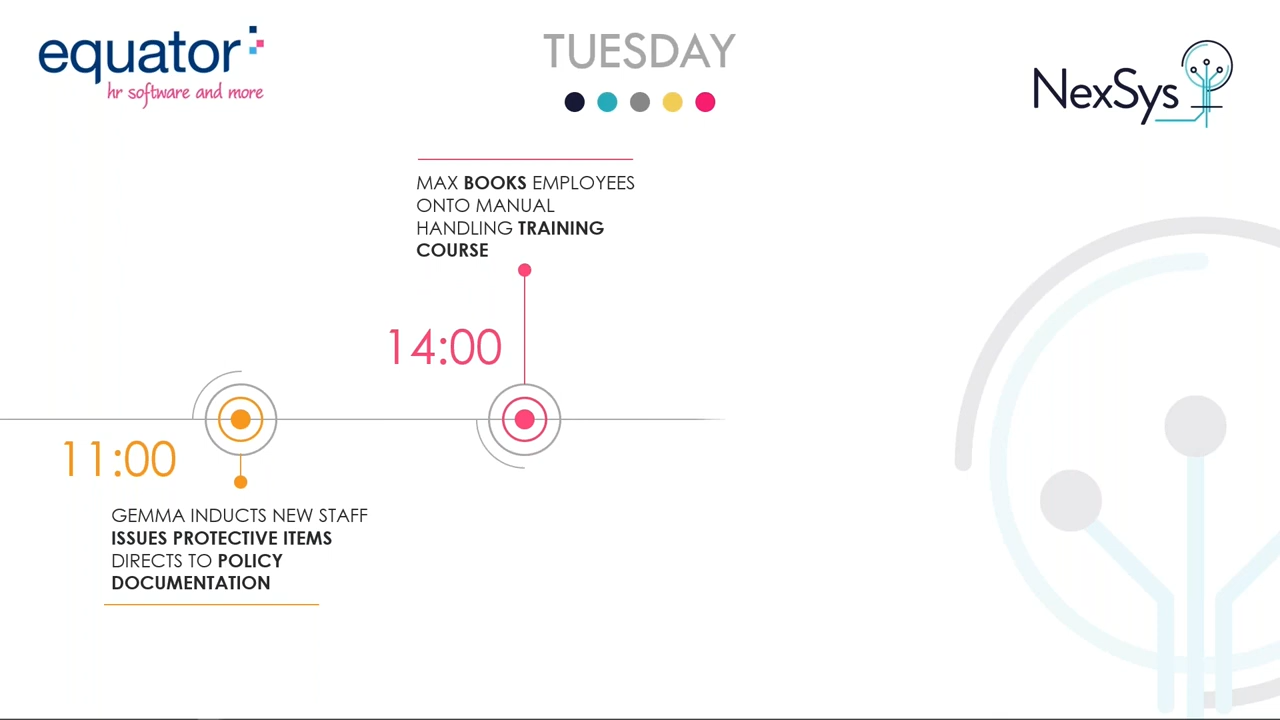 equator
hr software and more
TUESDAY
NexSys
MAX BOOKS EMPLOYEES
ONTO MANUAL
HANDLING TRAINING
COURSE
14:00
11:00
GEMMA INDUCTS NEW STAFF
ISSUES PROTECTIVE ITEMS
DIRECTS TO POLICY
DOCUMENTATION